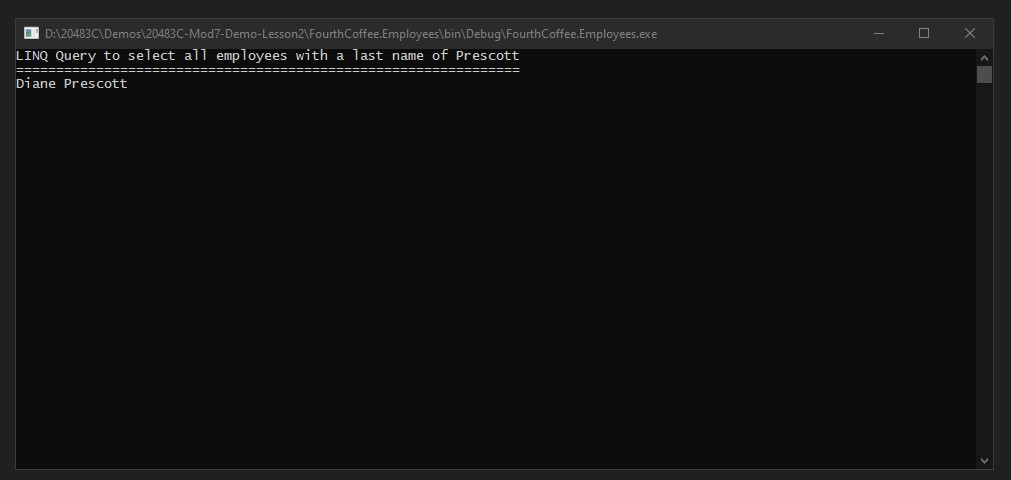 D:\20483C\Demos\20483C-Mod7-Demo-Lesson2\FourthCoffee.Employees\bin\Debug\FourthCoffee.Employees.exe
LINQ Query to select all employees with a last name of Prescott
===============================================================
Diane Prescott